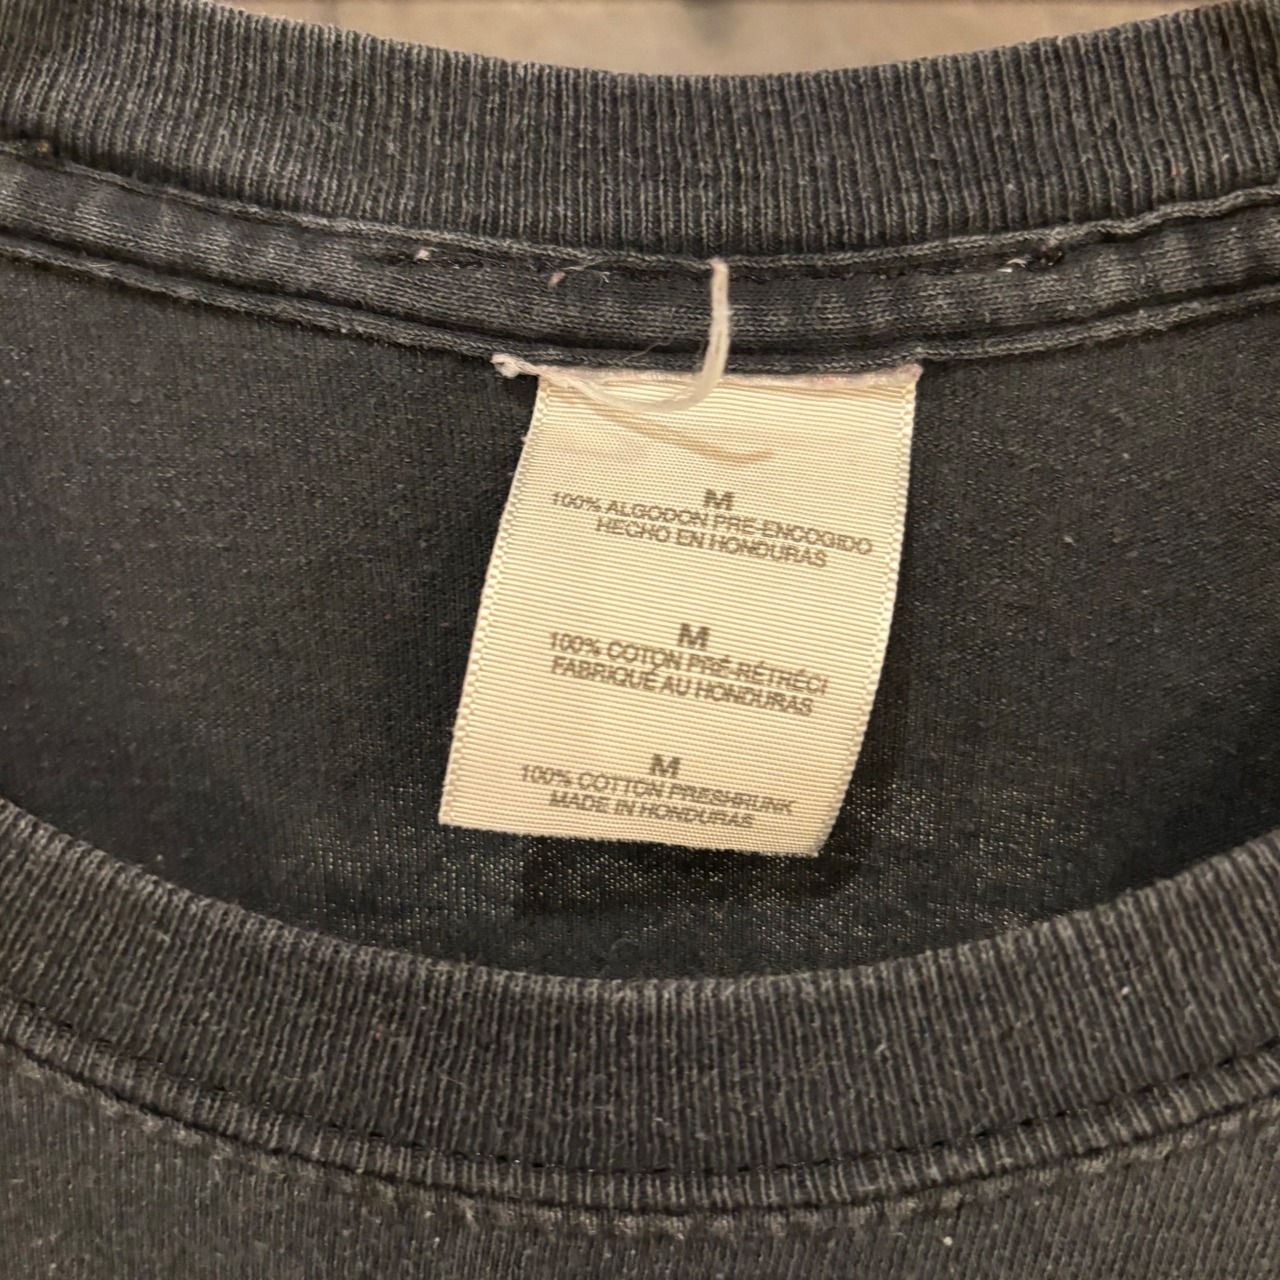 M
100% ALGODON PRE-ENCOGIDO
HECHO EN HONDURAS
M
100% COTON PRÉ-RÉTRÉCI
FABRIQUÉ AU HONDURAS
M
100% COTTON PRESHRUNK
MADE IN HONDURAS